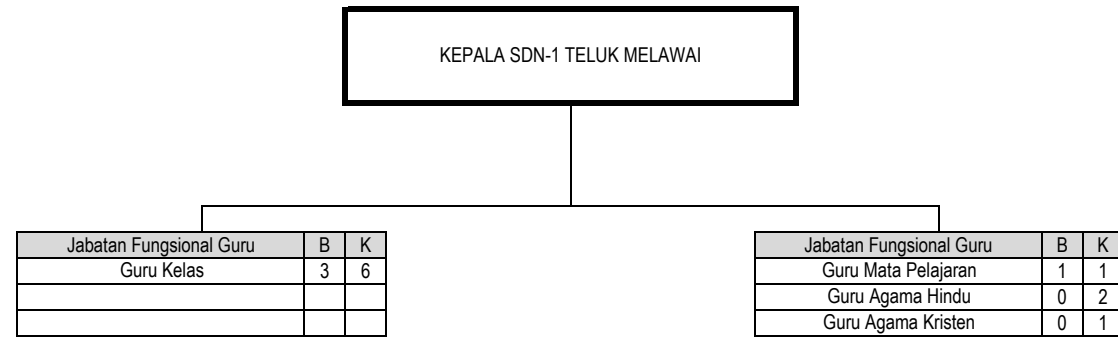 KEPALA SDN-1 TELUK MELAWAI
Jabatan Fungsional Guru B K
Guru Kelas 3 6
Jabatan Fungsional Guru B K
Guru Mata Pelajaran 1 1
Guru Agama Hindu 0 2
Guru Agama Kristen 0 1